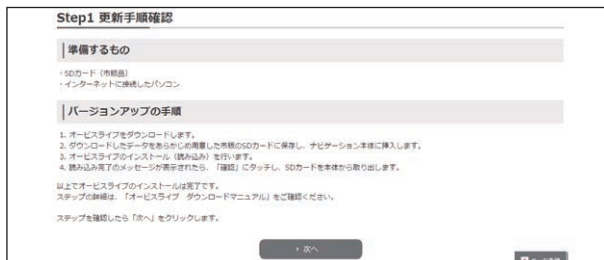 Step1 更新手順確認
準備するもの
・SDカード（市販品）
・インターネットに接続したパソコン
バージョンアップの手順
1. オービスライブをダウンロードします。
2. ダウンロードしたデータをあらかじめ用意した市販のSDカードに保存し、ナビゲーション本体に挿入します。
3. オービスライブのインストール（読み込み）を行います。
4. 読み込み完了のメッセージが表示されたら、「確認」にタッチし、SDカードを本体から取り出します。
以上でオービスライブのインストールは完了です。
ステップの詳細は、「オービスライブ　ダウンロードマニュアル」をご確認ください。
ステップを確認したら「次へ」をクリックします。
› 次へ